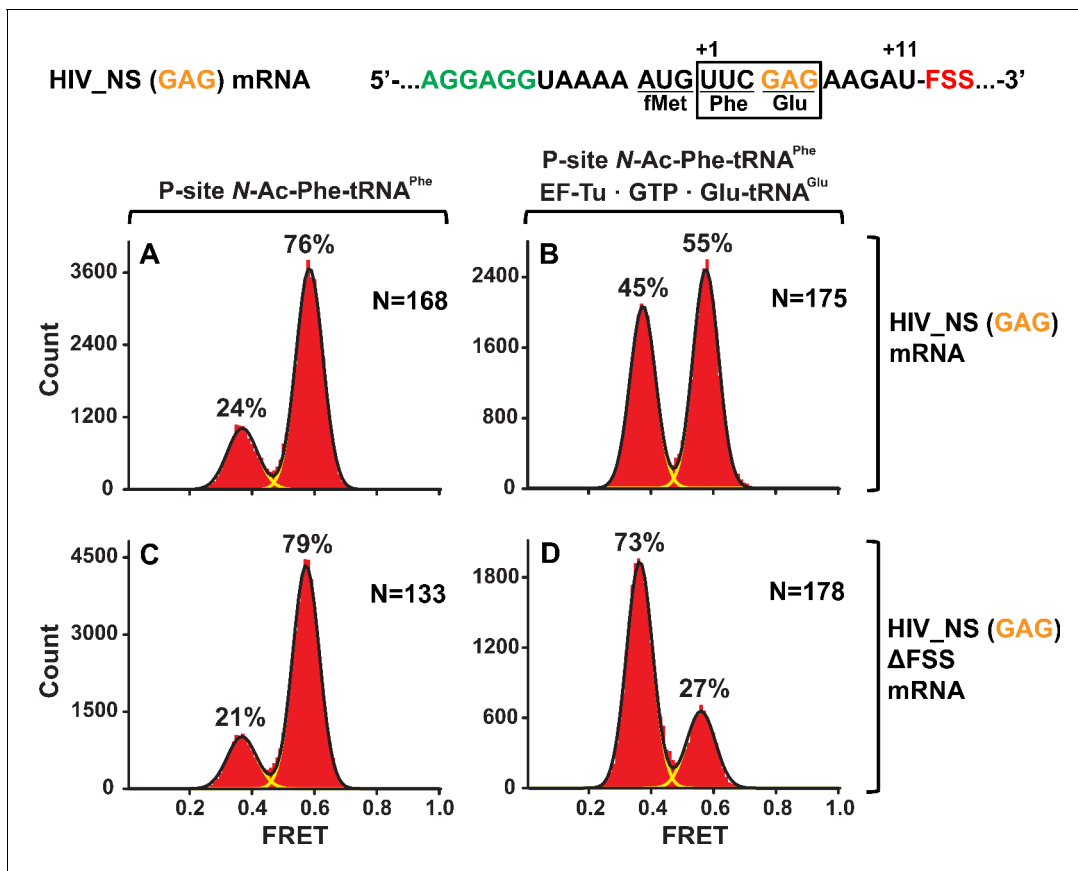 +1 +11
HIV_NS (GAG) mRNA 5’-...AGGAGGUAAAA AUG UUC GAG AAGAU-FSS...-3’
fMet Phe Glu
P-site N-Ac-Phe-tRNAPhe
P-site N-Ac-Phe-tRNAPhe
EF-Tu · GTP · Glu-tRNAGlu
A
76%
24%
N=168
Count
3600
2400
1200
0
B
45%
55%
N=175
2400
1600
800
0
HIV_NS (GAG)
mRNA
C
79%
21%
N=133
Count
4500
3000
1500
0
0.2 0.4 0.6 0.8 1.0
FRET
D
73%
27%
N=178
1800
1200
600
0
0.2 0.4 0.6 0.8 1.0
FRET
HIV_NS (GAG)
ΔFSS
mRNA